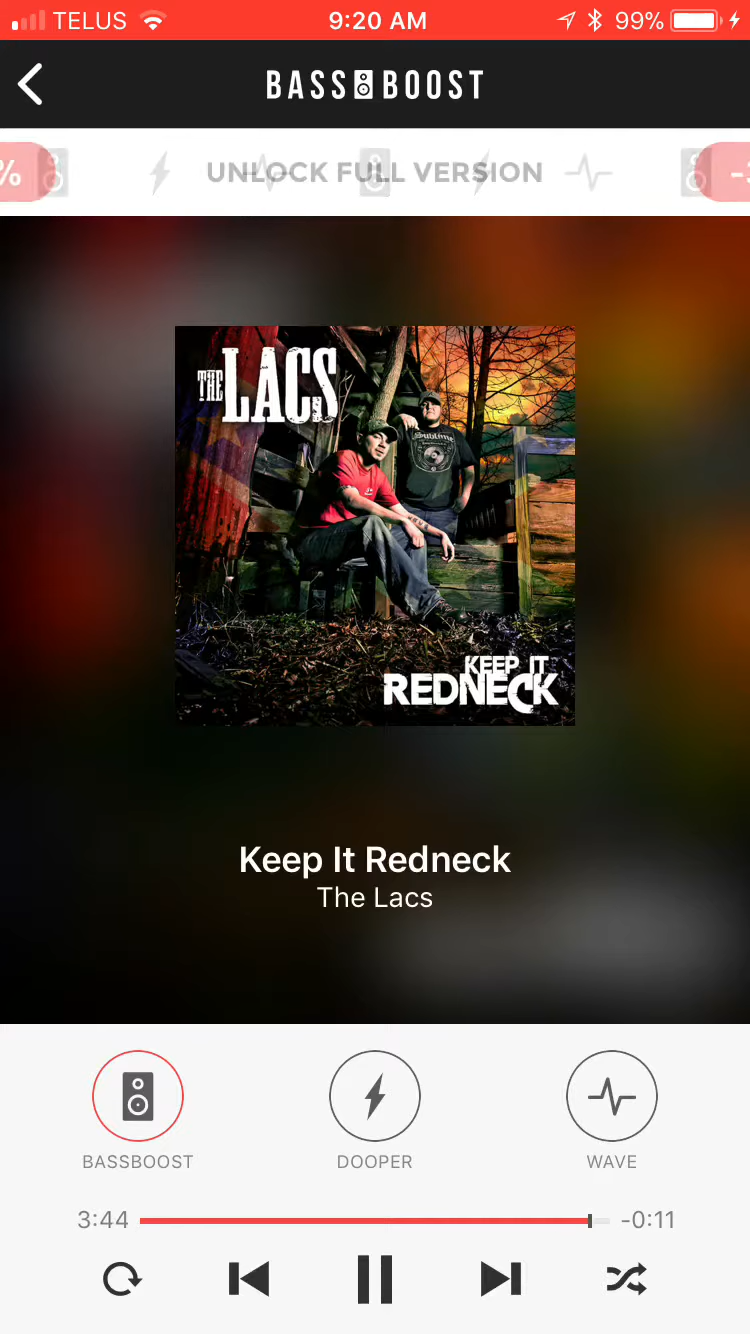 TELUS 9:20 AM 99%
BASS BOOST
% UNLOCK FULL VERSION
THE LACS
Sublime
KEEP IT
REDNECK
Keep It Redneck
The Lacs
BASSBOOST DOOPER WAVE
3:44 -0:11